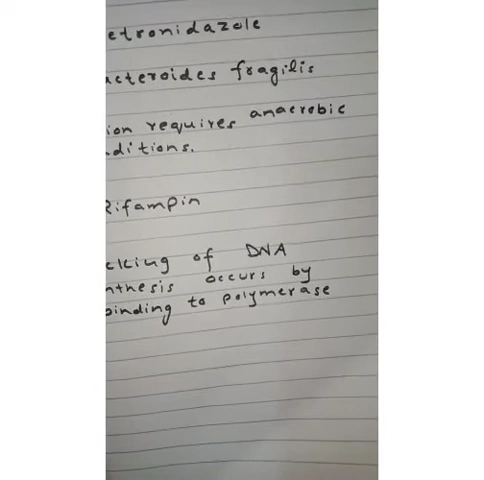 etronidazole
acteroides fragilis
ion requires anaerobic
ditions.
Rifampin
cking of DNA
nthesis occurs by
binding to polymerase